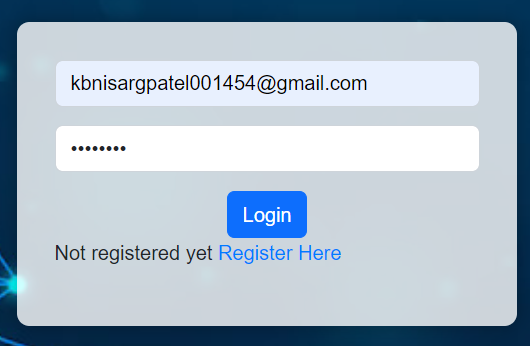 kbnisargpatel001454@gmail.com
••••••••
Login
Not registered yet Register Here